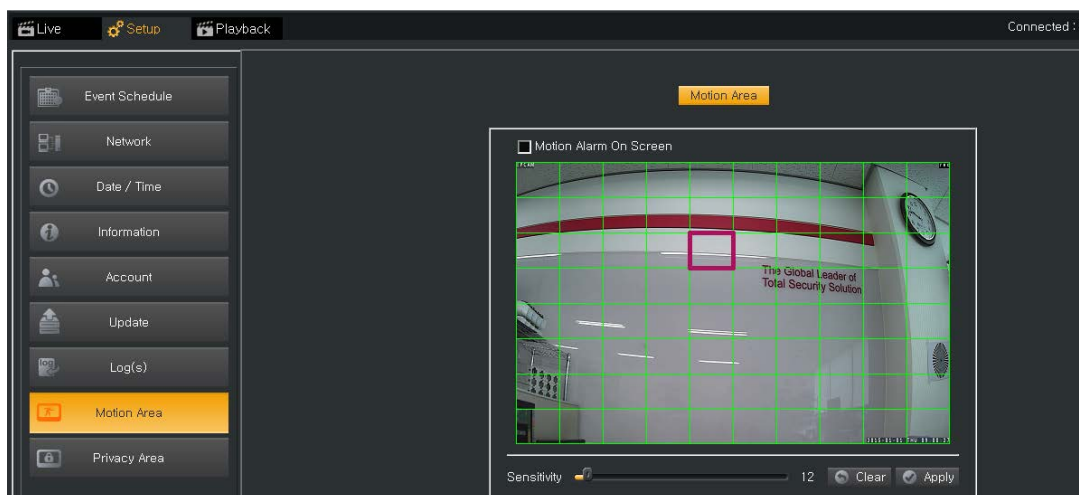 Live
Setup
Playback
Connected :
Event Schedule
Network
Date / Time
Information
Account
Update
Log(s)
Motion Area
Privacy Area
Motion Area
Motion Alarm On Screen
The Global Leader of
Total Security Solution
Sensitivity
12
Clear
Apply